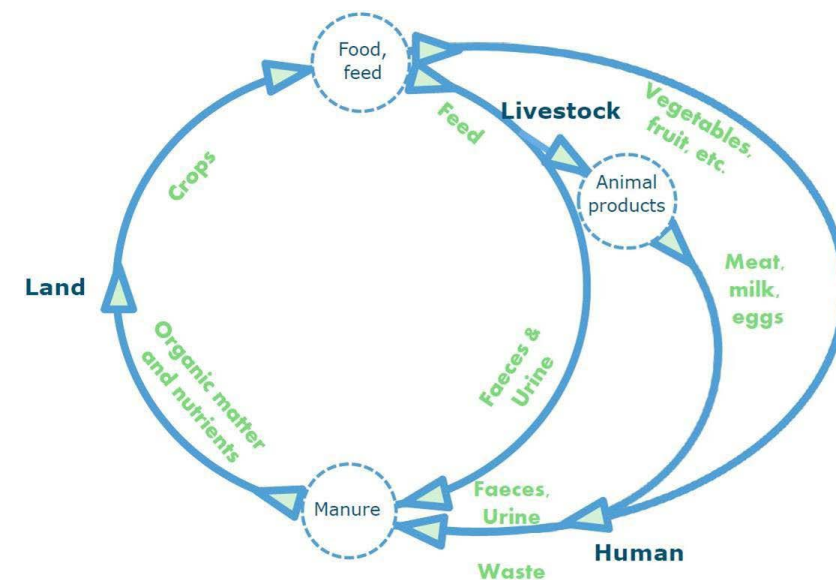 Food,
feed
Feed
Livestock
Vegetables,
fruit, etc.
Crops
Animal
products
Land
Meat,
milk,
eggs
Organic matter
and nutrients
Faeces &
Urine
Manure
Faeces,
Urine
Human
Waste